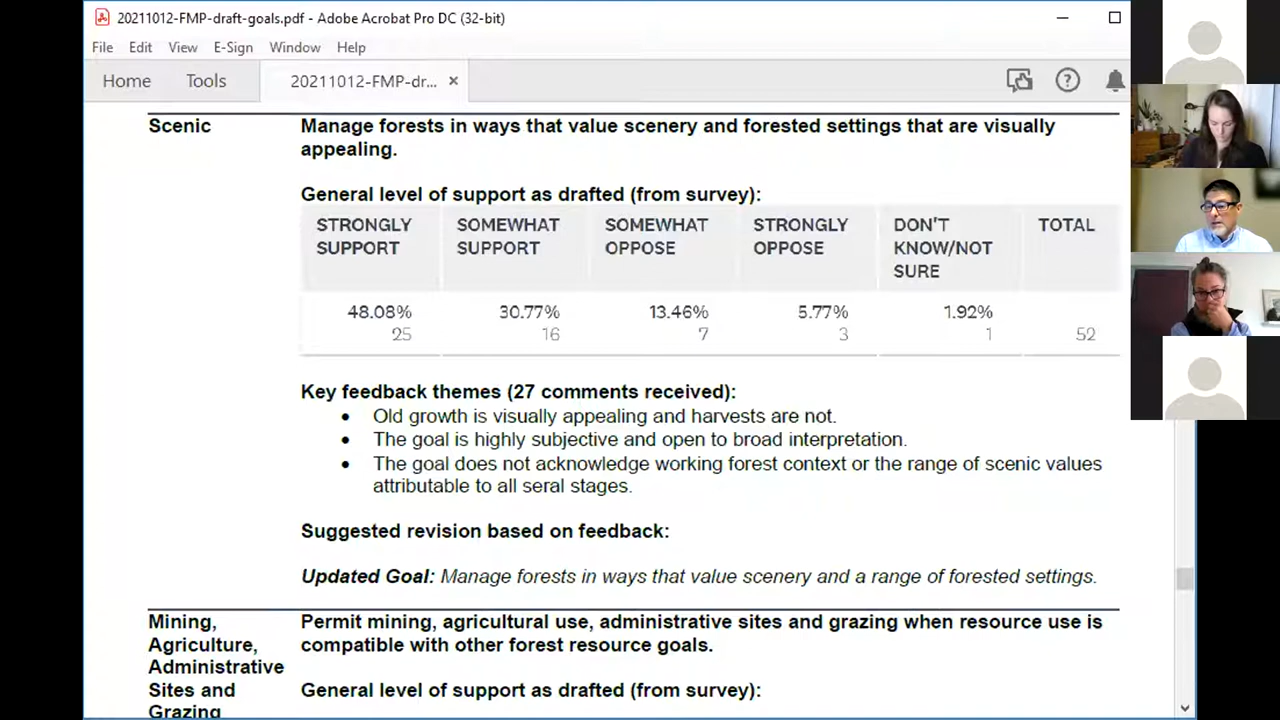 20211012-FMP-draft-goals.pdf - Adobe Acrobat Pro DC (32-bit)
File Edit View E-Sign Window Help
Home Tools 20211012-FMP-dr... ×
Scenic
Manage forests in ways that value scenery and forested settings that are visually
appealing.
General level of support as drafted (from survey):
STRONGLY SUPPORT SOMEWHAT SUPPORT SOMEWHAT OPPOSE STRONGLY OPPOSE DON'T KNOW/NOT SURE TOTAL
48.08% 30.77% 13.46% 5.77% 1.92%
25 16 7 3 1 52
Key feedback themes (27 comments received):
• Old growth is visually appealing and harvests are not.
• The goal is highly subjective and open to broad interpretation.
• The goal does not acknowledge working forest context or the range of scenic values
attributable to all seral stages.
Suggested revision based on feedback:
Updated Goal: Manage forests in ways that value scenery and a range of forested settings.
Mining,
Agriculture,
Administrative
Sites and
Grazing
Permit mining, agricultural use, administrative sites and grazing when resource use is
compatible with other forest resource goals.
General level of support as drafted (from survey):